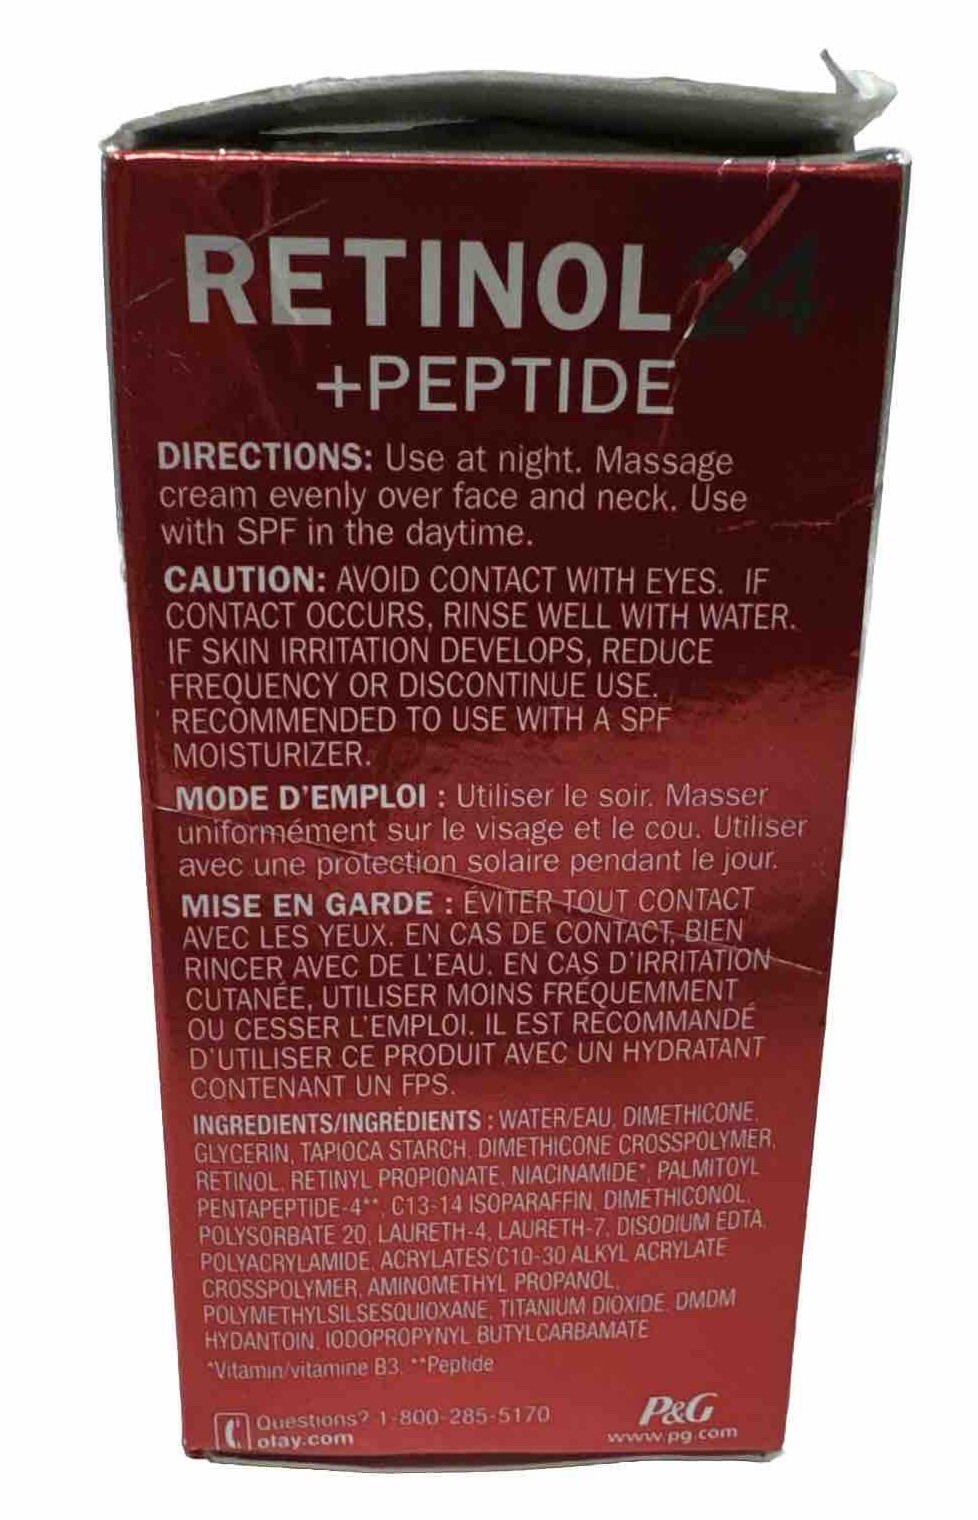 RETINOL 24
+PEPTIDE
DIRECTIONS: Use at night. Massage
cream evenly over face and neck. Use
with SPF in the daytime.
CAUTION: AVOID CONTACT WITH EYES. IF
CONTACT OCCURS, RINSE WELL WITH WATER.
IF SKIN IRRITATION DEVELOPS, REDUCE
FREQUENCY OR DISCONTINUE USE.
RECOMMENDED TO USE WITH A SPF
MOISTURIZER.
MODE D'EMPLOI : Utiliser le soir. Masser
uniformément sur le visage et le cou. Utiliser
avec une protection solaire pendant le jour.
MISE EN GARDE : ÉVITER TOUT CONTACT
AVEC LES YEUX. EN CAS DE CONTACT, BIEN
RINCER AVEC DE L'EAU. EN CAS D'IRRITATION
CUTANÉE, UTILISER MOINS FRÉQUEMMENT
OU CESSER L'EMPLOI. IL EST RECOMMANDÉ
D'UTILISER CE PRODUIT AVEC UN HYDRATANT
CONTENANT UN FPS.
INGREDIENTS/INGRÉDIENTS : WATER/EAU, DIMETHICONE,
GLYCERIN, TAPIOCA STARCH, DIMETHICONE CROSSPOLYMER,
RETINOL, RETINYL PROPIONATE, NIACINAMIDE*, PALMITOYL
PENTAPEPTIDE-4**, C13-14 ISOPARAFFIN, DIMETHICONOL,
POLYSORBATE 20, LAURETH-4, LAURETH-7, DISODIUM EDTA,
POLYACRYLAMIDE, ACRYLATES/C10-30 ALKYL ACRYLATE
CROSSPOLYMER, AMINOMETHYL PROPANOL,
POLYMETHYLSILSESQUIOXANE, TITANIUM DIOXIDE, DMDM
HYDANTOIN, IODOPROPYNYL BUTYLCARBAMATE
*Vitamin/vitamine B3, **Peptide
Questions? 1-800-285-5170
olay.com
P&G
www.pg.com